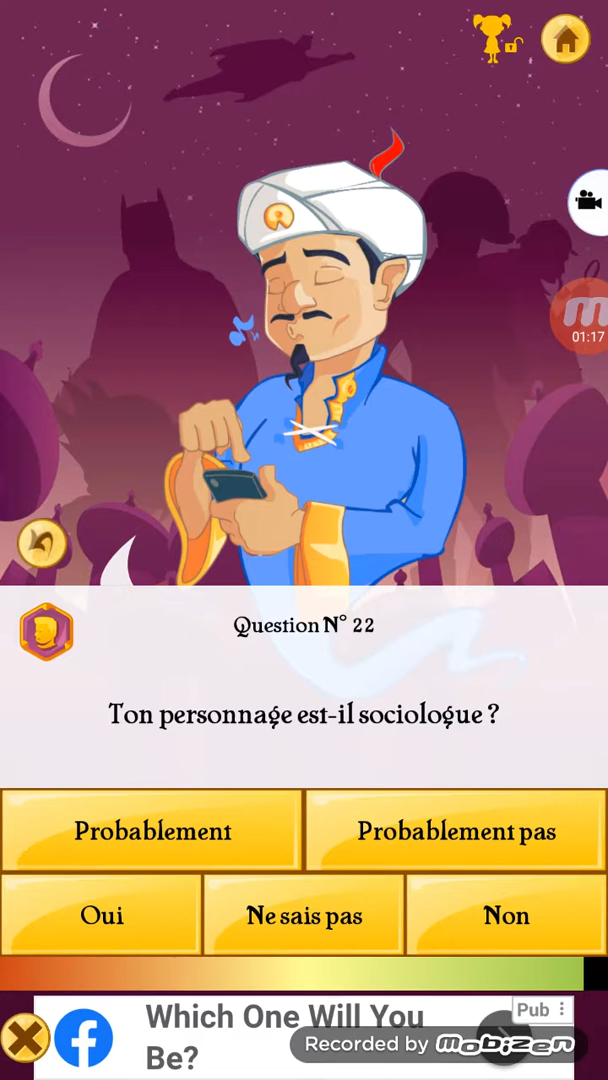 01:17
Question N° 22
Ton personnage est-il sociologue ?
Probablement
Probablement pas
Oui
Ne sais pas
Non
Which One Will You
Be?
Pub
Recorded by mobizen